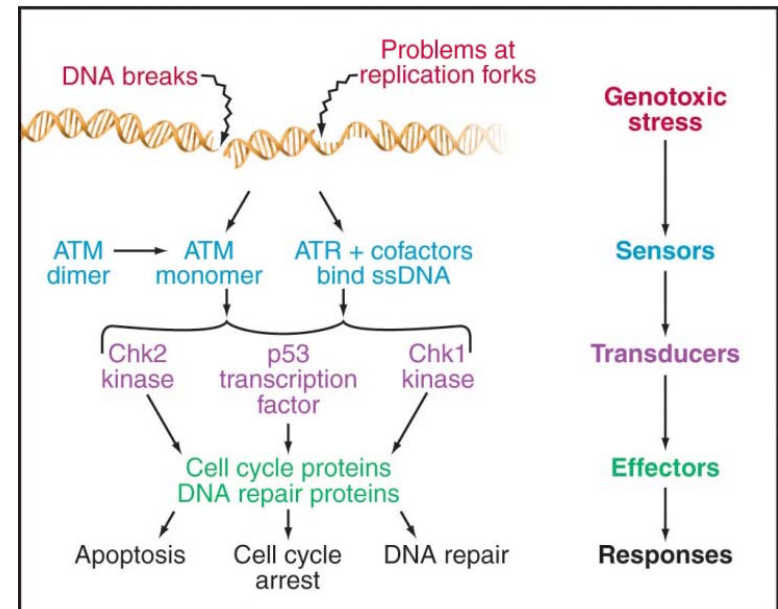 DNA breaks
Problems at
replication forks
Genotoxic
stress
ATM
dimer
ATM
monomer
ATR + cofactors
bind ssDNA
Sensors
Chk2
kinase
p53
transcription
factor
Chk1
kinase
Transducers
Cell cycle proteins
DNA repair proteins
Effectors
Apoptosis
Cell cycle
arrest
DNA repair
Responses